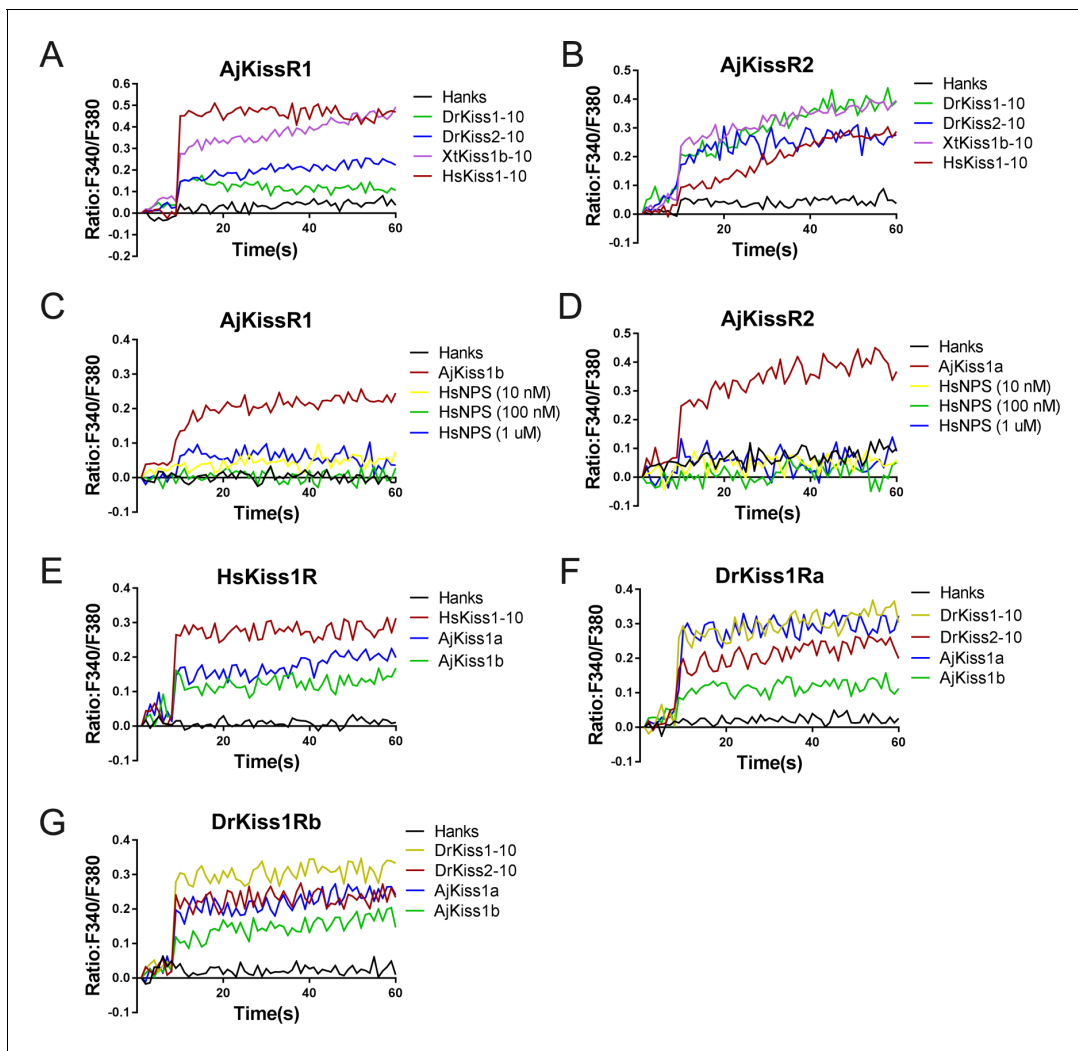 A
AjKissR1
Ratio:F340/F380
0.6
0.5
0.4
0.3
0.2
0.1
0.0
-0.1
-0.2
20
40
60
Time(s)
Hanks
DrKiss1-10
DrKiss2-10
XtKiss1b-10
HsKiss1-10
B
AjKissR2
Ratio:F340/F380
0.5
0.4
0.3
0.2
0.1
0.0
-0.1
20
40
60
Time(s)
Hanks
DrKiss1-10
DrKiss2-10
XtKiss1b-10
HsKiss1-10
C
AjKissR1
Ratio:F340/F380
0.4
0.3
0.2
0.1
0.0
-0.1
20
40
60
Time(s)
Hanks
AjKiss1b
HsNPS (10 nM)
HsNPS (100 nM)
HsNPS (1 uM)
D
AjKissR2
Ratio:F340/F380
0.5
0.4
0.3
0.2
0.1
0.0
-0.1
20
40
60
Time(s)
Hanks
AjKiss1a
HsNPS (10 nM)
HsNPS (100 nM)
HsNPS (1 uM)
E
HsKiss1R
Ratio:F340/F380
0.4
0.3
0.2
0.1
0.0
-0.1
20
40
60
Time(s)
Hanks
HsKiss1-10
AjKiss1a
AjKiss1b
F
DrKiss1Ra
Ratio:F340/F380
0.4
0.3
0.2
0.1
0.0
-0.1
20
40
60
Time(s)
Hanks
DrKiss1-10
DrKiss2-10
AjKiss1a
AjKiss1b
G
DrKiss1Rb
Ratio:F340/F380
0.4
0.3
0.2
0.1
0.0
-0.1
20
40
60
Time(s)
Hanks
DrKiss1-10
DrKiss2-10
AjKiss1a
AjKiss1b